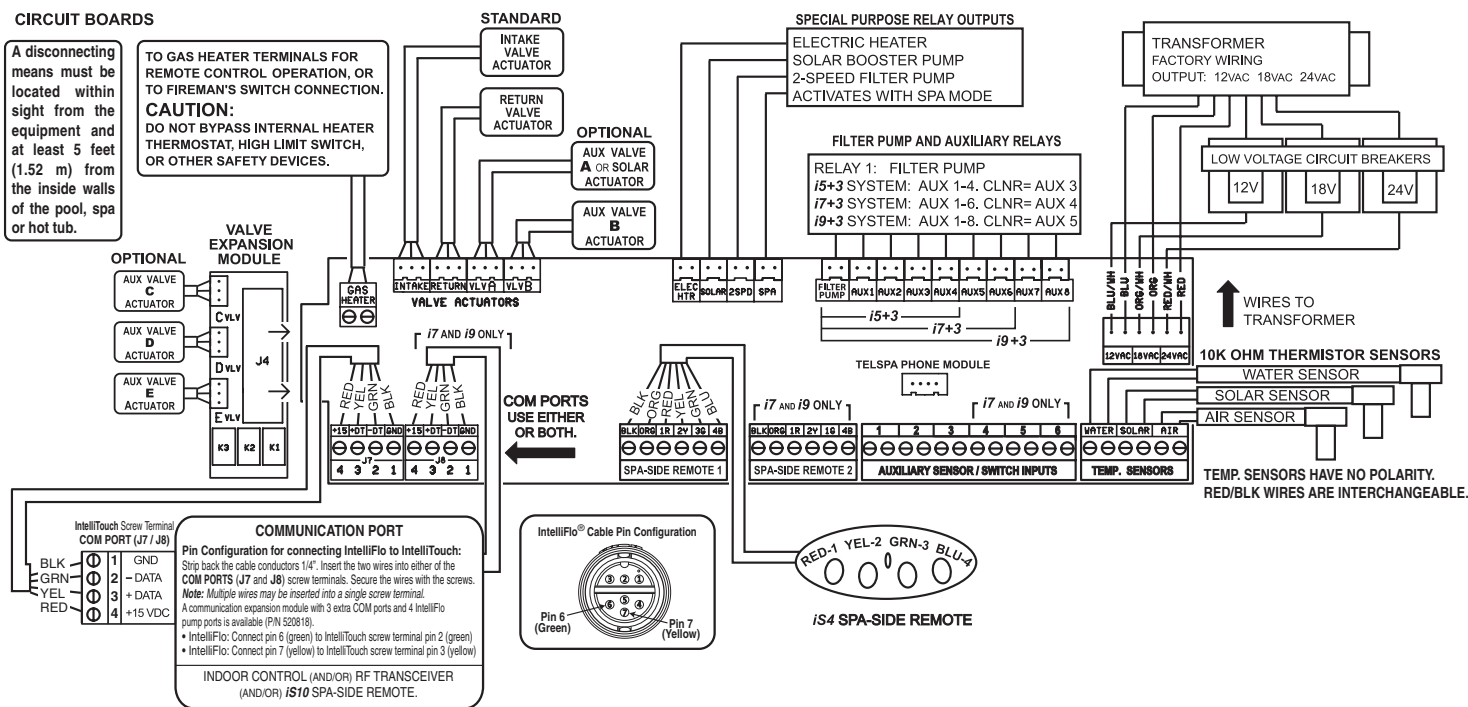 CIRCUIT BOARDS
A disconnecting
means must be
located within
sight from the
equipment and
at least 5 feet
(1.52 m) from
the inside walls
of the pool, spa
or hot tub.
TO GAS HEATER TERMINALS FOR
REMOTE CONTROL OPERATION, OR
TO FIREMAN'S SWITCH CONNECTION.
CAUTION:
DO NOT BYPASS INTERNAL HEATER
THERMOSTAT, HIGH LIMIT SWITCH,
OR OTHER SAFETY DEVICES.
STANDARD
INTAKE
VALVE
ACTUATOR
RETURN
VALVE
ACTUATOR
OPTIONAL
AUX VALVE
A OR SOLAR
ACTUATOR
AUX VALVE
B
ACTUATOR
SPECIAL PURPOSE RELAY OUTPUTS
ELECTRIC HEATER
SOLAR BOOSTER PUMP
2-SPEED FILTER PUMP
ACTIVATES WITH SPA MODE
FILTER PUMP AND AUXILIARY RELAYS
RELAY 1: FILTER PUMP
i5+3 SYSTEM: AUX 1-4. CLNR= AUX 3
i7+3 SYSTEM: AUX 1-6. CLNR= AUX 4
i9+3 SYSTEM: AUX 1-8. CLNR= AUX 5
TRANSFORMER
FACTORY WIRING
OUTPUT: 12VAC 18VAC 24VAC
LOW VOLTAGE CIRCUIT BREAKERS
12V 18V 24V
VALVE
EXPANSION
MODULE
OPTIONAL
AUX VALVE
C
ACTUATOR
AUX VALVE
D
ACTUATOR
AUX VALVE
E
ACTUATOR
C VLV
D VLV
E VLV
J4
K3 K2 K1
GAS
HEATER
INTAKE RETURN VLV A VLV B
VALVE ACTUATORS
ELEC
HTR
SOLAR 2SPD SPA
FILTER
PUMP
AUX1 AUX2 AUX3 AUX4 AUX5 AUX6 AUX7 AUX 8
i5+3
i7+3
i9+3
BLU/WH
BLU
ORG/WH
ORG
RED/WH
RED
12VAC 18VAC 24VAC
WIRES TO
TRANSFORMER
10K OHM THERMISTOR SENSORS
WATER SENSOR
SOLAR SENSOR
AIR SENSOR
TEMP. SENSORS HAVE NO POLARITY.
RED/BLK WIRES ARE INTERCHANGEABLE.
TELSPA PHONE MODULE
i7 AND i9 ONLY
RED YEL GRN BLK
RED YEL GRN BLK
+15 +DT -DT GND
+15 +DT -DT GND
J7
J8
4 3 2 1
4 3 2 1
COM PORTS
USE EITHER
OR BOTH.
BLK ORG RED YEL GRN BLU
BLK ORG 1R 2Y 3G 4B
SPA-SIDE REMOTE 1
i7 AND i9 ONLY
BLK ORG 1R 2Y 1G 4B
SPA-SIDE REMOTE 2
i7 AND i9 ONLY
1 2 3 4 5 6
AUXILIARY SENSOR / SWITCH INPUTS
WATER SOLAR AIR
TEMP. SENSORS
IntelliTouch Screw Terminal
COM PORT (J7 / J8)
BLK 1 GND
GRN 2 – DATA
YEL 3 + DATA
RED 4 +15 VDC
COMMUNICATION PORT
Pin Configuration for connecting IntelliFlo to IntelliTouch:
Strip back the cable conductors 1/4". Insert the two wires into either of the
COM PORTS (J7 and J8) screw terminals. Secure the wires with the screws.
Note: Multiple wires may be inserted into a single screw terminal.
A communication expansion module with 3 extra COM ports and 4 IntelliFlo
pump ports is available (P/N 520818).
• IntelliFlo: Connect pin 6 (green) to IntelliTouch screw terminal pin 2 (green)
• IntelliFlo: Connect pin 7 (yellow) to IntelliTouch screw terminal pin 3 (yellow)
INDOOR CONTROL (AND/OR) RF TRANSCEIVER
(AND/OR) iS10 SPA-SIDE REMOTE.
IntelliFlo® Cable Pin Configuration
3 2 1
6 5 4
7
Pin 6
(Green)
Pin 7
(Yellow)
RED-1 YEL-2 GRN-3 BLU-4
iS4 SPA-SIDE REMOTE